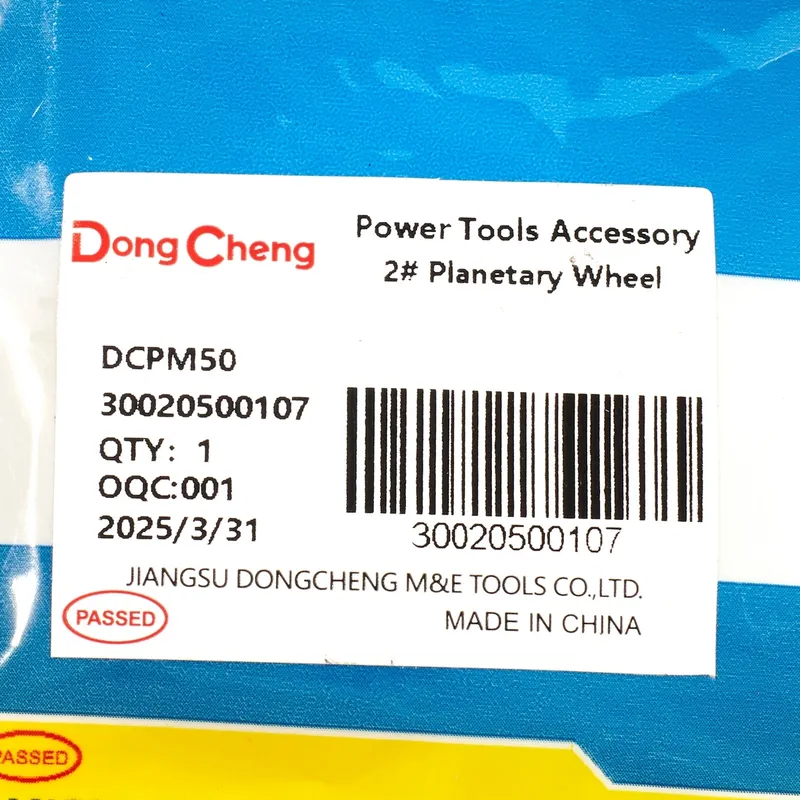 Dong Cheng
Power Tools Accessory
2# Planetary Wheel
DCPM50
30020500107
QTY: 1
OQC:001
2025/3/31
30020500107
JIANGSU DONGCHENG M&E TOOLS CO.,LTD.
PASSED
MADE IN CHINA
PASSED